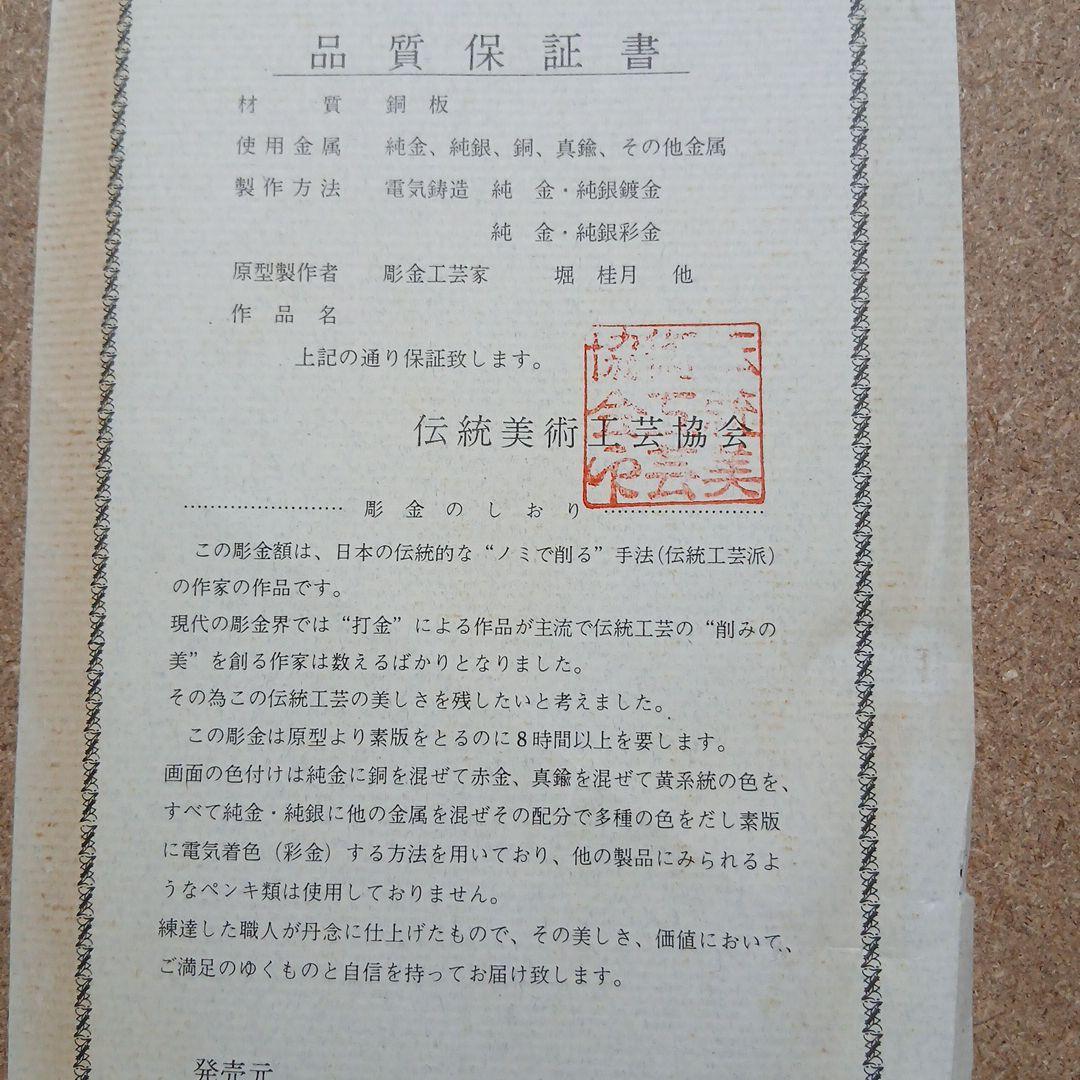 品質保証書
材質 銅板
使用金属 純金、純銀、銅、真鍮、その他金属
製作方法 電気鋳造 純 金・純銀鍍金
純 金・純銀彩金
原型製作者 彫金工芸家 堀 桂月 他
作品名
上記の通り保証致します。
伝統美術工芸協会
彫金のしおり
この彫金額は、日本の伝統的な“ノミで削る”手法(伝統工芸派)
の作家の作品です。
現代の彫金界では“打金”による作品が主流で伝統工芸の“削みの
美”を創る作家は数えるばかりとなりました。
その為この伝統工芸の美しさを残したいと考えました。
この彫金は原型より素版をとるのに8時間以上を要します。
画面の色付けは純金に銅を混ぜて赤金、真鍮を混ぜて黄系統の色を、
すべて純金・純銀に他の金属を混ぜその配分で多種の色をだし素版
に電気着色(彩金)する方法を用いており、他の製品にみられるよ
うなペンキ類は使用しておりません。
練達した職人が丹念に仕上げたもので、その美しさ、価値において、
ご満足のゆくものと自信を持ってお届け致します。
発売元